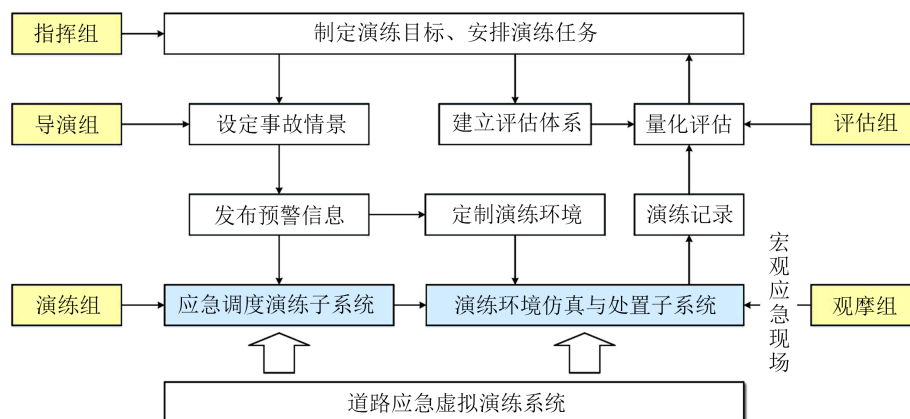 指挥组
制定演练目标、安排演练任务
导演组
设定事故情景
建立评估体系
量化评估
评估组
发布预警信息
定制演练环境
演练记录
宏观应急现场
演练组
应急调度演练子系统
演练环境仿真与处置子系统
观摩组
道路应急虚拟演练系统